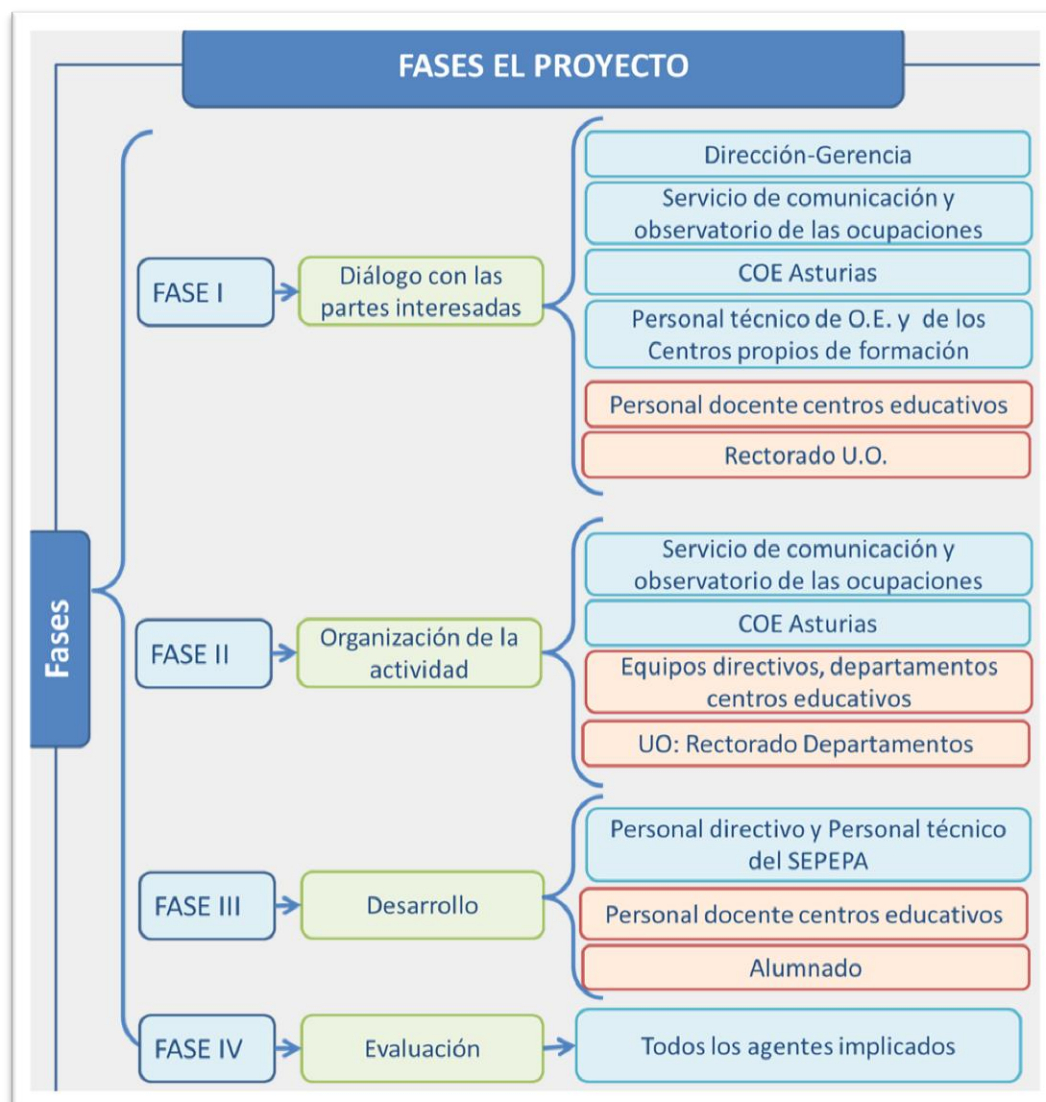 FASES EL PROYECTO
Fases
FASE I
Diálogo con las
partes interesadas
Dirección-Gerencia
Servicio de comunicación y
observatorio de las ocupaciones
COE Asturias
Personal técnico de O.E. y de los
Centros propios de formación
Personal docente centros educativos
Rectorado U.O.
FASE II
Organización de la
actividad
Servicio de comunicación y
observatorio de las ocupaciones
COE Asturias
Equipos directivos, departamentos
centros educativos
UO: Rectorado Departamentos
FASE III
Desarrollo
Personal directivo y Personal técnico
del SEPEPA
Personal docente centros educativos
Alumnado
FASE IV
Evaluación
Todos los agentes implicados